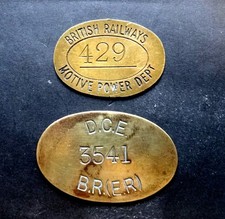 BRITISH RAILWAYS
429
MOTIVE POWER DEPT
D.C.E
3541
B.R.(E.R)